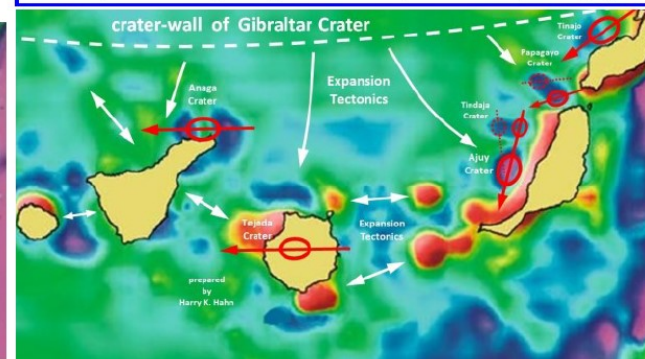 crater-wall of Gibraltar Crater
Tinajo
Crater
Papagayo
Crater
Anaga
Crater
Expansion
Tectonics
Tindaja
Crater
Ajuy
Crater
Tejada
Crater
Expansion
Tectonics
prepared
by
Harry K. Hahn